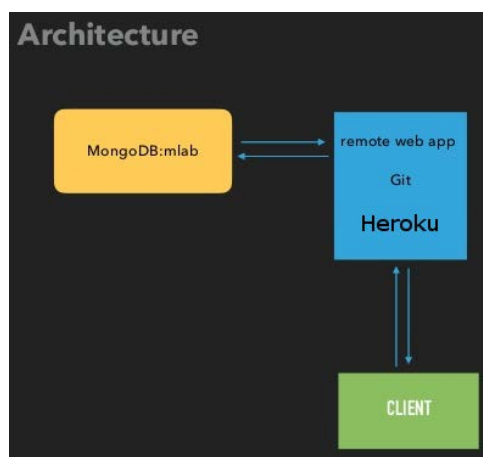 Architecture
MongoDB:mlab
remote web app
Git
Heroku
CLIENT